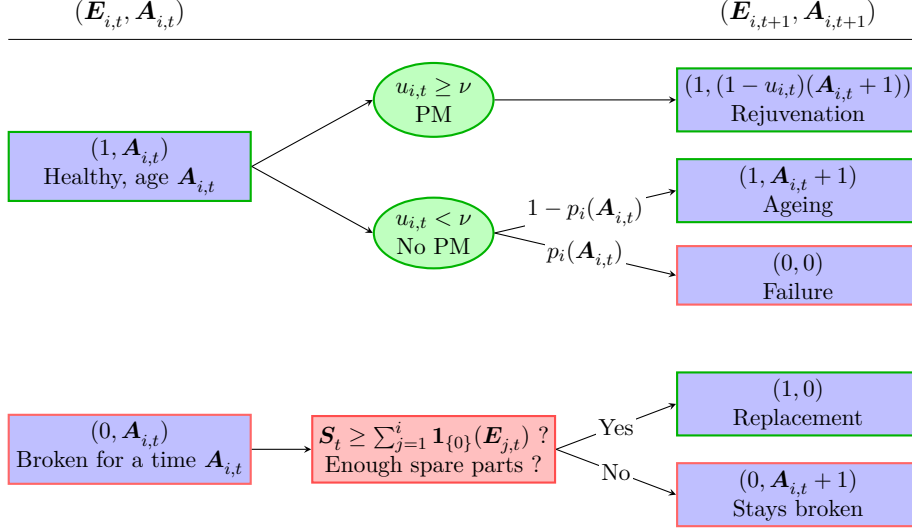 (E_{i,t}, A_{i,t}) (E_{i,t+1}, A_{i,t+1})
(1, A_{i,t})
Healthy, age A_{i,t}
u_{i,t} ≥ ν
PM
(1, (1 − u_{i,t})(A_{i,t} + 1))
Rejuvenation
u_{i,t} < ν
No PM
1 − p_i(A_{i,t})
(1, A_{i,t} + 1)
Ageing
p_i(A_{i,t})
(0, 0)
Failure
(0, A_{i,t})
Broken for a time A_{i,t}
S_t ≥ ∑_{j=1}^{i} 1_{{0}}(E_{j,t}) ?
Enough spare parts ?
Yes
(1, 0)
Replacement
No
(0, A_{i,t} + 1)
Stays broken